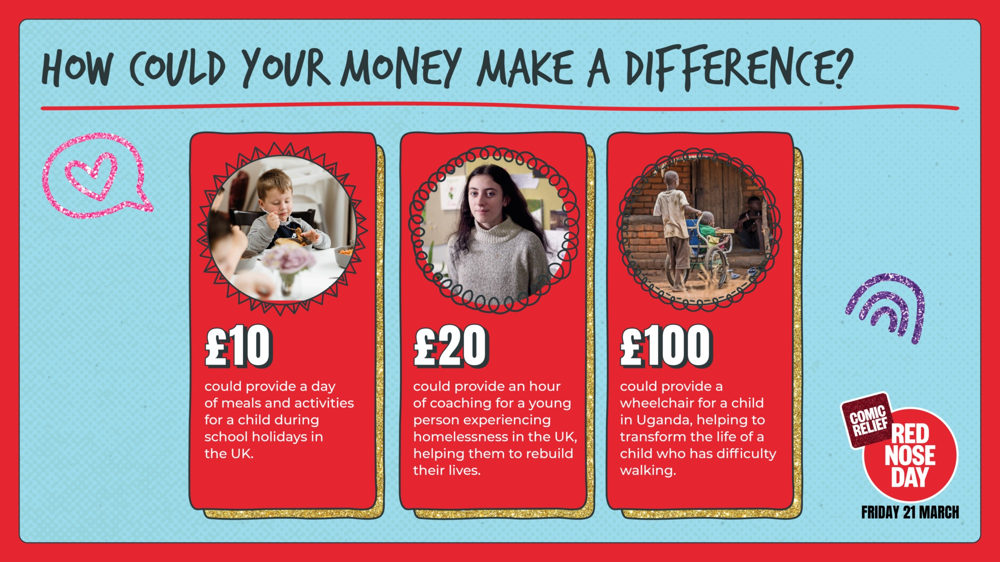 HOW COULD YOUR MONEY MAKE A DIFFERENCE?
£10
could provide a day
of meals and activities
for a child during
school holidays in
the UK.
£20
could provide an hour
of coaching for a young
person experiencing
homelessness in the UK,
helping them to rebuild
their lives.
£100
could provide a
wheelchair for a child
in Uganda, helping to
transform the life of a
child who has difficulty
walking.
COMIC
RELIEF
RED
NOSE
DAY
FRIDAY 21 MARCH